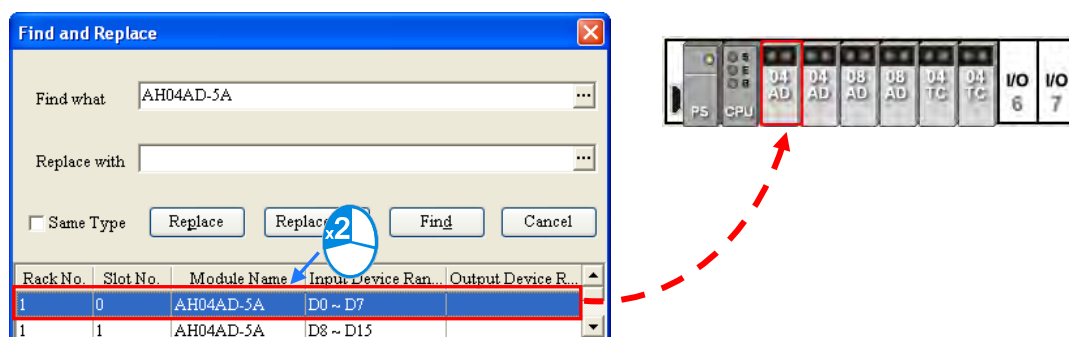 Find and Replace
Find what AH04AD-5A ...
Replace with ...
Same Type Replace Replace Find Cancel
x2
Rack No. Slot No. Module Name Input Device Ran... Output Device R...
1 0 AH04AD-5A D0 ~ D7
1 1 AH04AD-5A D8 ~ D15
PS CPU 04 AD 04 AD 08 AD 08 AD 04 TC 04 TC I/O 6 I/O 7